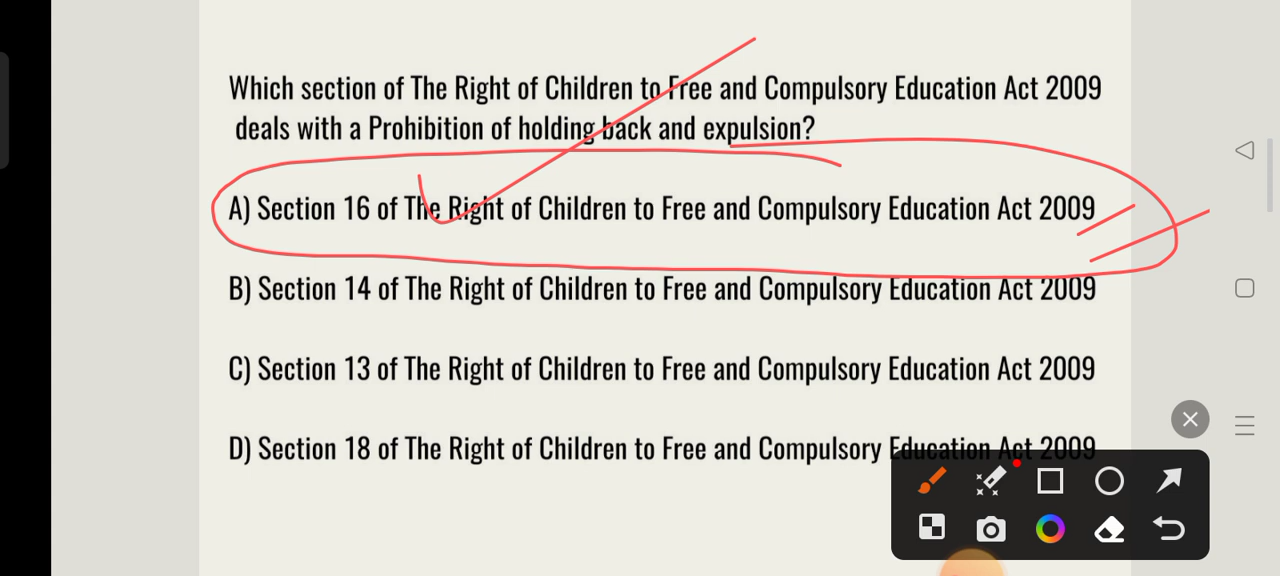 Which section of The Right of Children to Free and Compulsory Education Act 2009
deals with a Prohibition of holding back and expulsion?
A) Section 16 of The Right of Children to Free and Compulsory Education Act 2009
B) Section 14 of The Right of Children to Free and Compulsory Education Act 2009
C) Section 13 of The Right of Children to Free and Compulsory Education Act 2009
D) Section 18 of The Right of Children to Free and Compulsory Education Act 2009